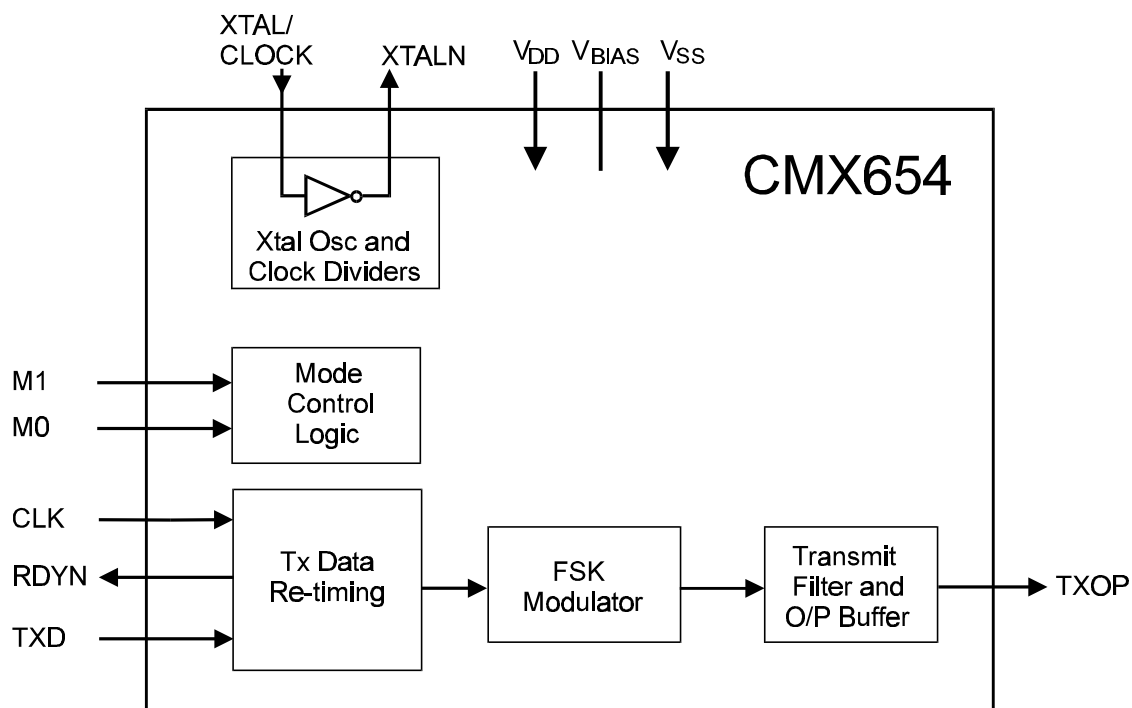 XTAL/
CLOCK
XTALN
VDD
VBIAS
VSS
CMX654
Xtal Osc and
Clock Dividers
M1
M0
Mode
Control
Logic
CLK
RDYN
TXD
Tx Data
Re-timing
FSK
Modulator
Transmit
Filter and
O/P Buffer
TXOP